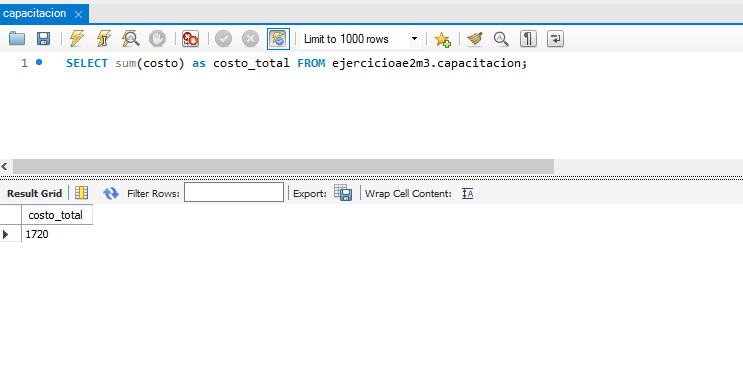 capacitacion
Limit to 1000 rows
1 SELECT sum(costo) as costo_total FROM ejercicioae2m3.capacitacion;
Result Grid Filter Rows: Export: Wrap Cell Content:
costo_total
1720